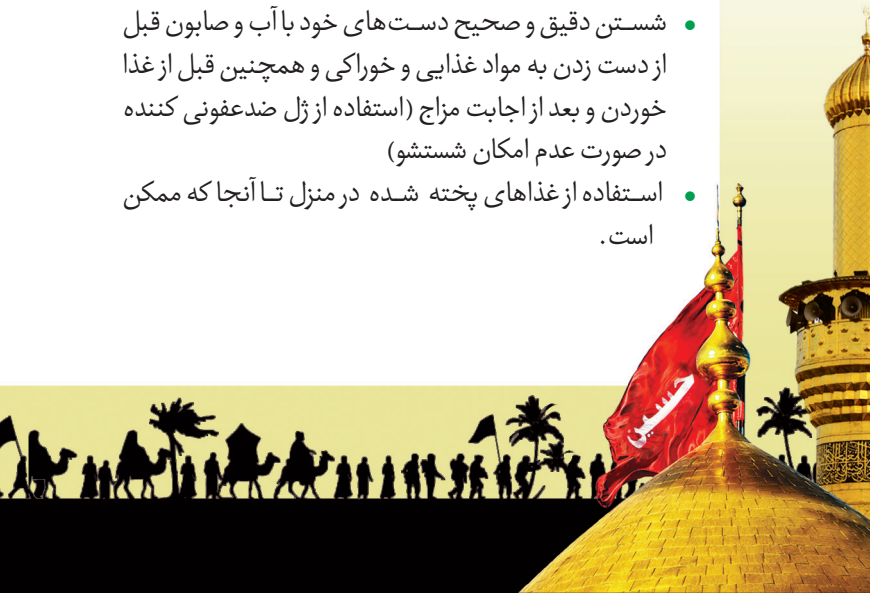 • شستن دقیق و صحیح دست‌های خود با آب و صابون قبل
از دست زدن به مواد غذایی و خوراکی و همچنین قبل از غذا
خوردن و بعد از اجابت مزاج (استفاده از ژل ضدعفونی کننده
در صورت عدم امکان شستشو)
• استفاده از غذاهای پخته شده در منزل تا آنجا که ممکن
است.
حسین